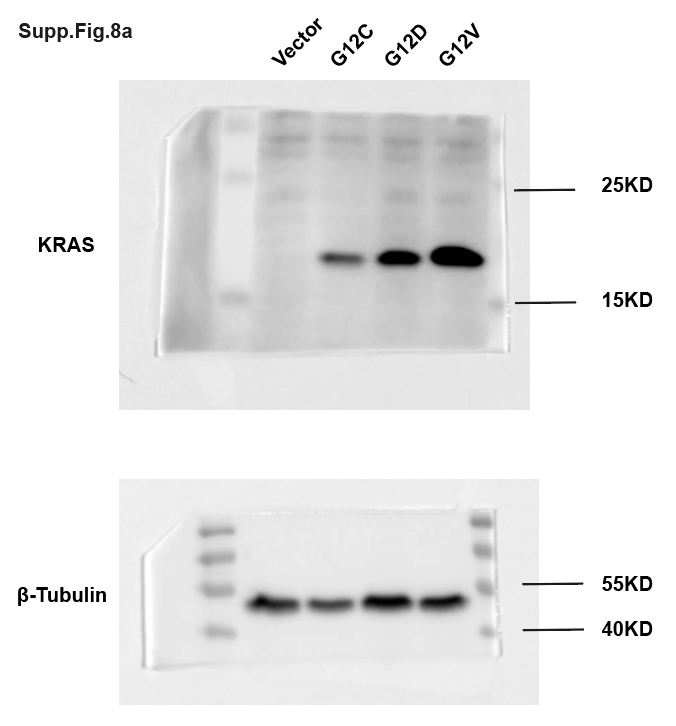 Supp.Fig.8a
Vector G12C G12D G12V
KRAS
25KD
15KD
β-Tubulin
55KD
40KD